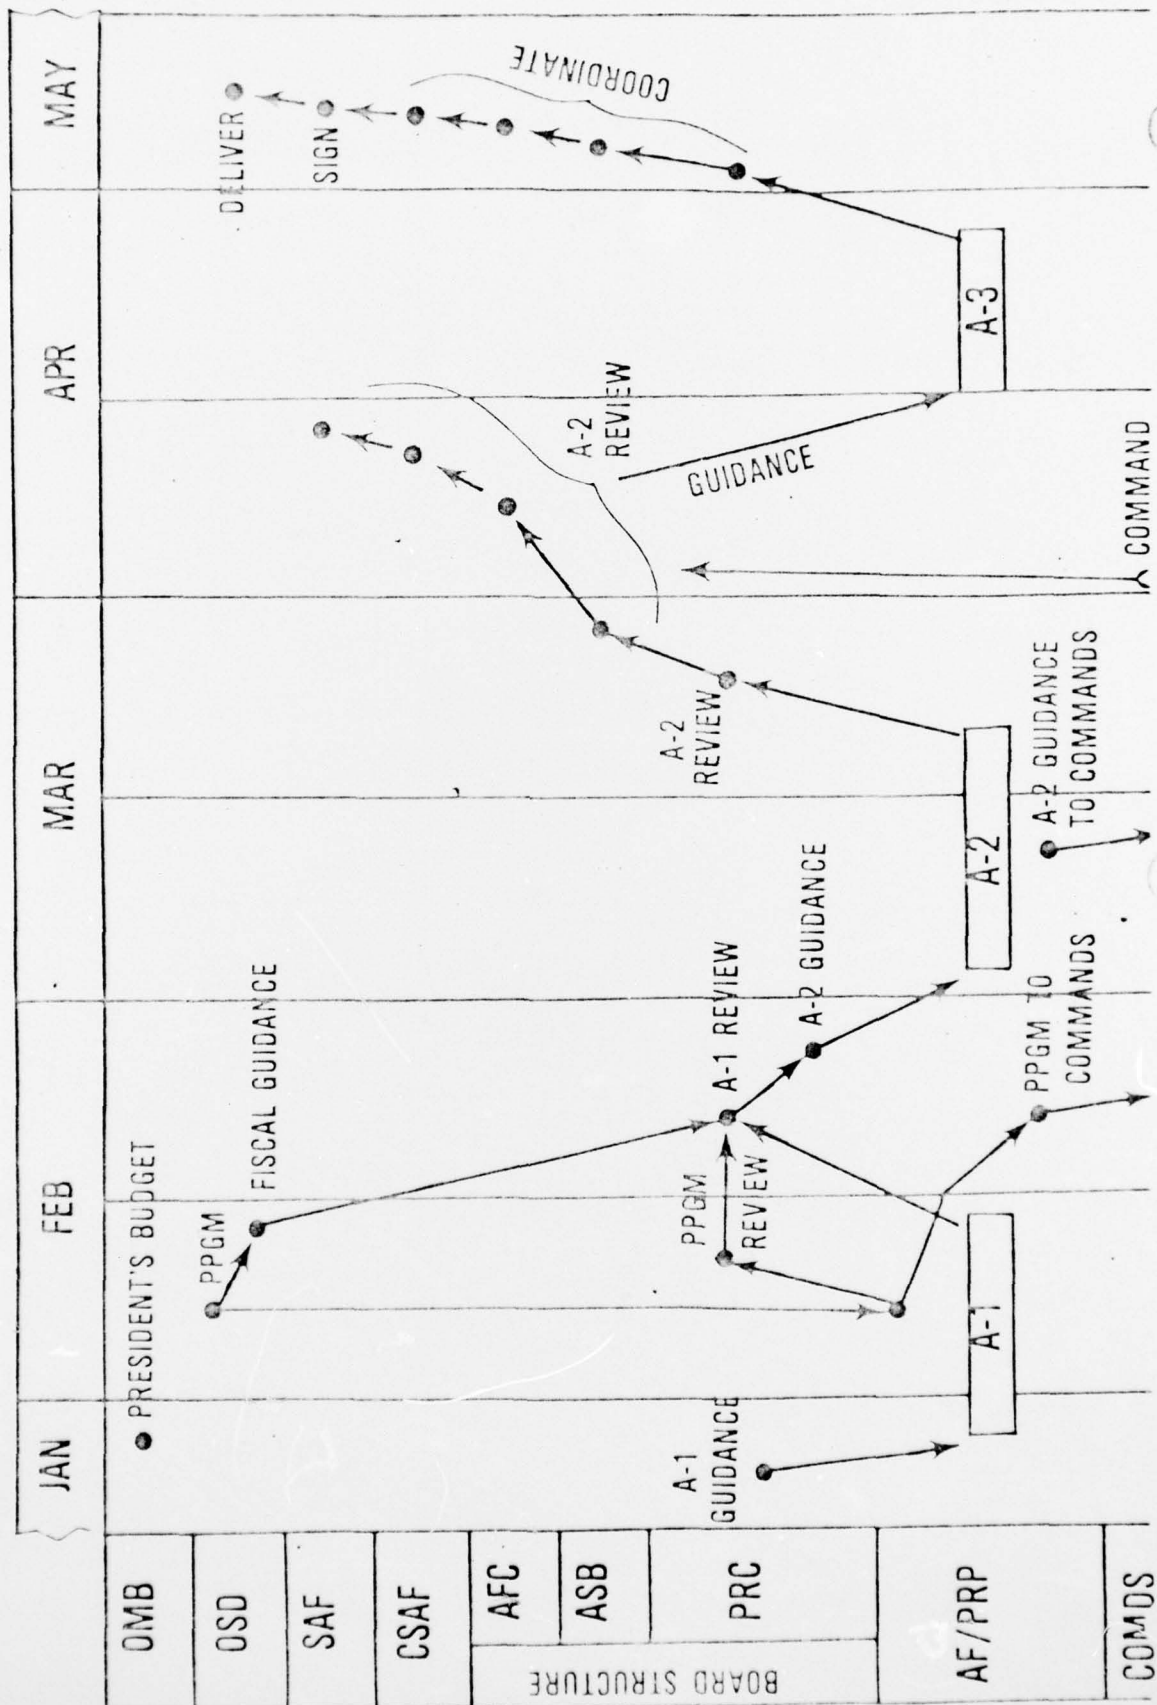 JAN
FEB
MAR
APR
MAY
OMB
OSD
SAF
CSAF
BOARD STRUCTURE
AFC
ASB
PRC
AF/PRP
COMDS
PRESIDENT'S BUDGET
PPGM
FISCAL GUIDANCE
DELIVER
SIGN
COORDINATE
A-2
REVIEW
GUIDANCE
A-1
GUIDANCE
PPGM
REVIEW
A-1 REVIEW
A-2 GUIDANCE
A-2
REVIEW
A-1
A-2
A-3
PPGM TO
COMMANDS
A-2 GUIDANCE
TO COMMANDS
COMMAND